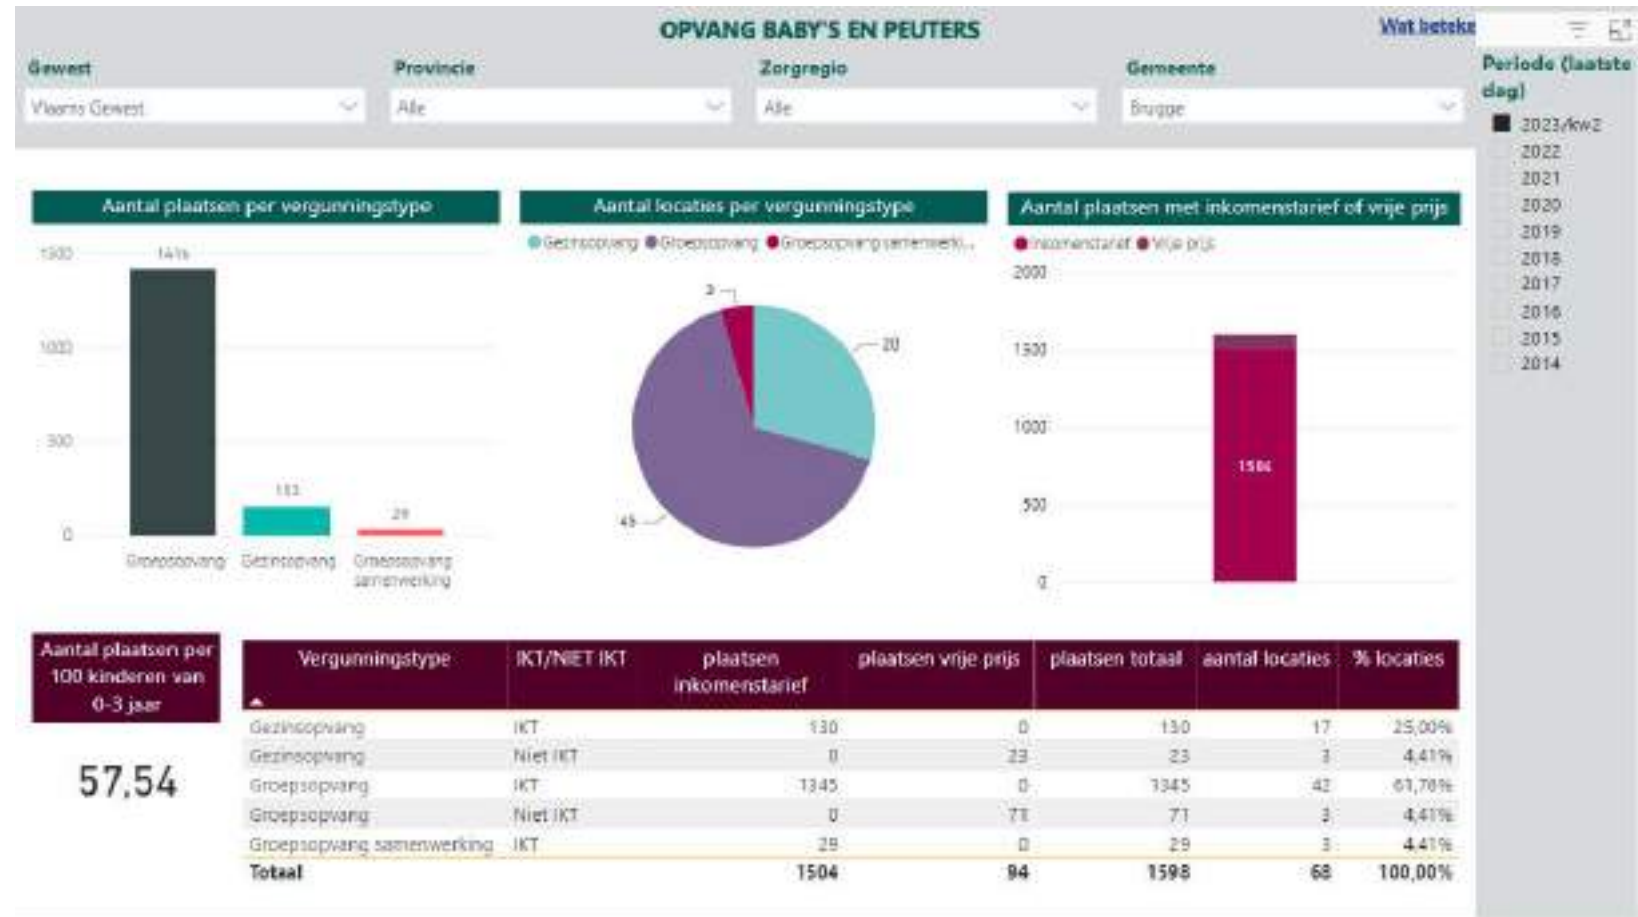 OPVANG BABY'S EN PEUTERS
Wat beteke
Gewest
Provincie
Zorgregio
Gemeente
Periode (laatste
dag)
Vlaams Gewest
Alle
Alle
Brugge
2023/kw2
2022
2021
2020
2019
2018
2017
2016
2015
2014
Aantal plaatsen per vergunningstype
1500
1416
1000
500
153
29
0
Groepsopvang
Gezinsopvang
Groepsopvang
samenwerking
Aantal locaties per vergunningstype
Gezinsopvang Groepsopvang Groepsopvang samenwerki...
3
20
45
Aantal plaatsen met inkomenstarief of vrije prijs
Inkomenstarief Vrije prijs
2000
1500
1000
1504
500
0
Aantal plaatsen per
100 kinderen van
0-3 jaar
57,54
Vergunningstype IKT/NIET IKT plaatsen inkomenstarief plaatsen vrije prijs plaatsen totaal aantal locaties % locaties
Gezinsopvang IKT 130 0 130 17 25,00%
Gezinsopvang Niet IKT 0 23 23 3 4,41%
Groepsopvang IKT 1345 0 1345 42 61,76%
Groepsopvang Niet IKT 0 71 71 3 4,41%
Groepsopvang samenwerking IKT 29 0 29 3 4,41%
Totaal 1504 94 1598 68 100,00%